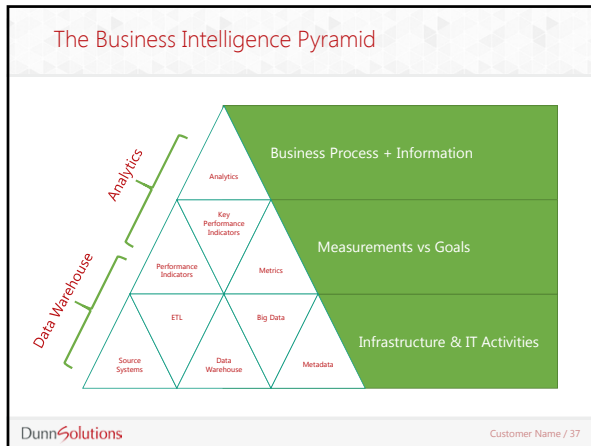 The Business Intelligence Pyramid
Analytics
Data Warehouse
Analytics
Business Process + Information
Key
Performance
Indicators
Performance
Indicators
Metrics
Measurements vs Goals
ETL
Big Data
Source
Systems
Data
Warehouse
Metadata
Infrastructure & IT Activities
DunnSolutions
Customer Name / 37